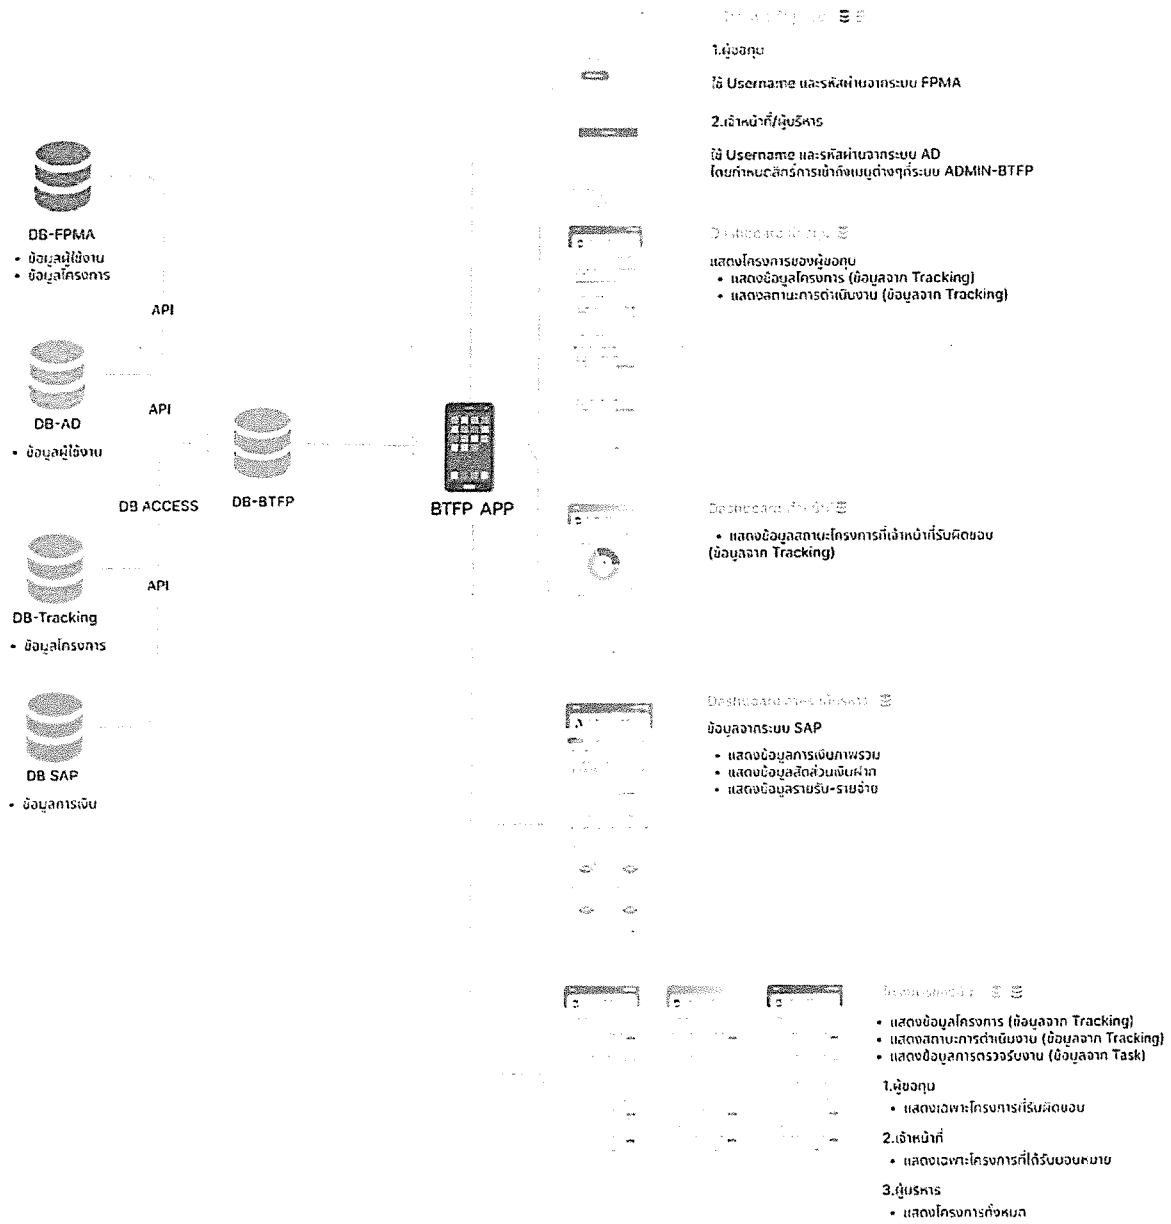 1.ผู้ขอทุน
ใช้ Username และรหัสผ่านจากระบบ FPMA
2.เจ้าหน้าที่/ผู้บริหาร
ใช้ Username และรหัสผ่านจากระบบ AD
โดยกำหนดสิทธิ์การเข้าถึงเมนูต่างๆที่ระบบ ADMIN-BTFP
DB-FPMA
• ข้อมูลผู้ใช้งาน
• ข้อมูลโครงการ
API
DB-AD
• ข้อมูลผู้ใช้งาน
API
DB ACCESS
DB-BTFP
BTFP APP
DB-Tracking
• ข้อมูลโครงการ
API
DB SAP
• ข้อมูลการเงิน
Dashboard
แสดงโครงการของผู้ขอทุน
• แสดงข้อมูลโครงการ (ข้อมูลจาก Tracking)
• แสดงสถานะการดำเนินงาน (ข้อมูลจาก Tracking)
Dashboard
• แสดงข้อมูลสถานะโครงการที่เจ้าหน้าที่รับผิดชอบ
(ข้อมูลจาก Tracking)
Dashboard
ข้อมูลจากระบบ SAP
• แสดงข้อมูลการเงินภาพรวม
• แสดงข้อมูลสัดส่วนเงินฝาก
• แสดงข้อมูลรายรับ-รายจ่าย
• แสดงข้อมูลโครงการ (ข้อมูลจาก Tracking)
• แสดงสถานะการดำเนินงาน (ข้อมูลจาก Tracking)
• แสดงข้อมูลการตรวจรับงาน (ข้อมูลจาก Task)
1.ผู้ขอทุน
• แสดงเฉพาะโครงการที่รับผิดชอบ
2.เจ้าหน้าที่
• แสดงเฉพาะโครงการที่ได้รับมอบหมาย
3.ผู้บริหาร
• แสดงโครงการทั้งหมด